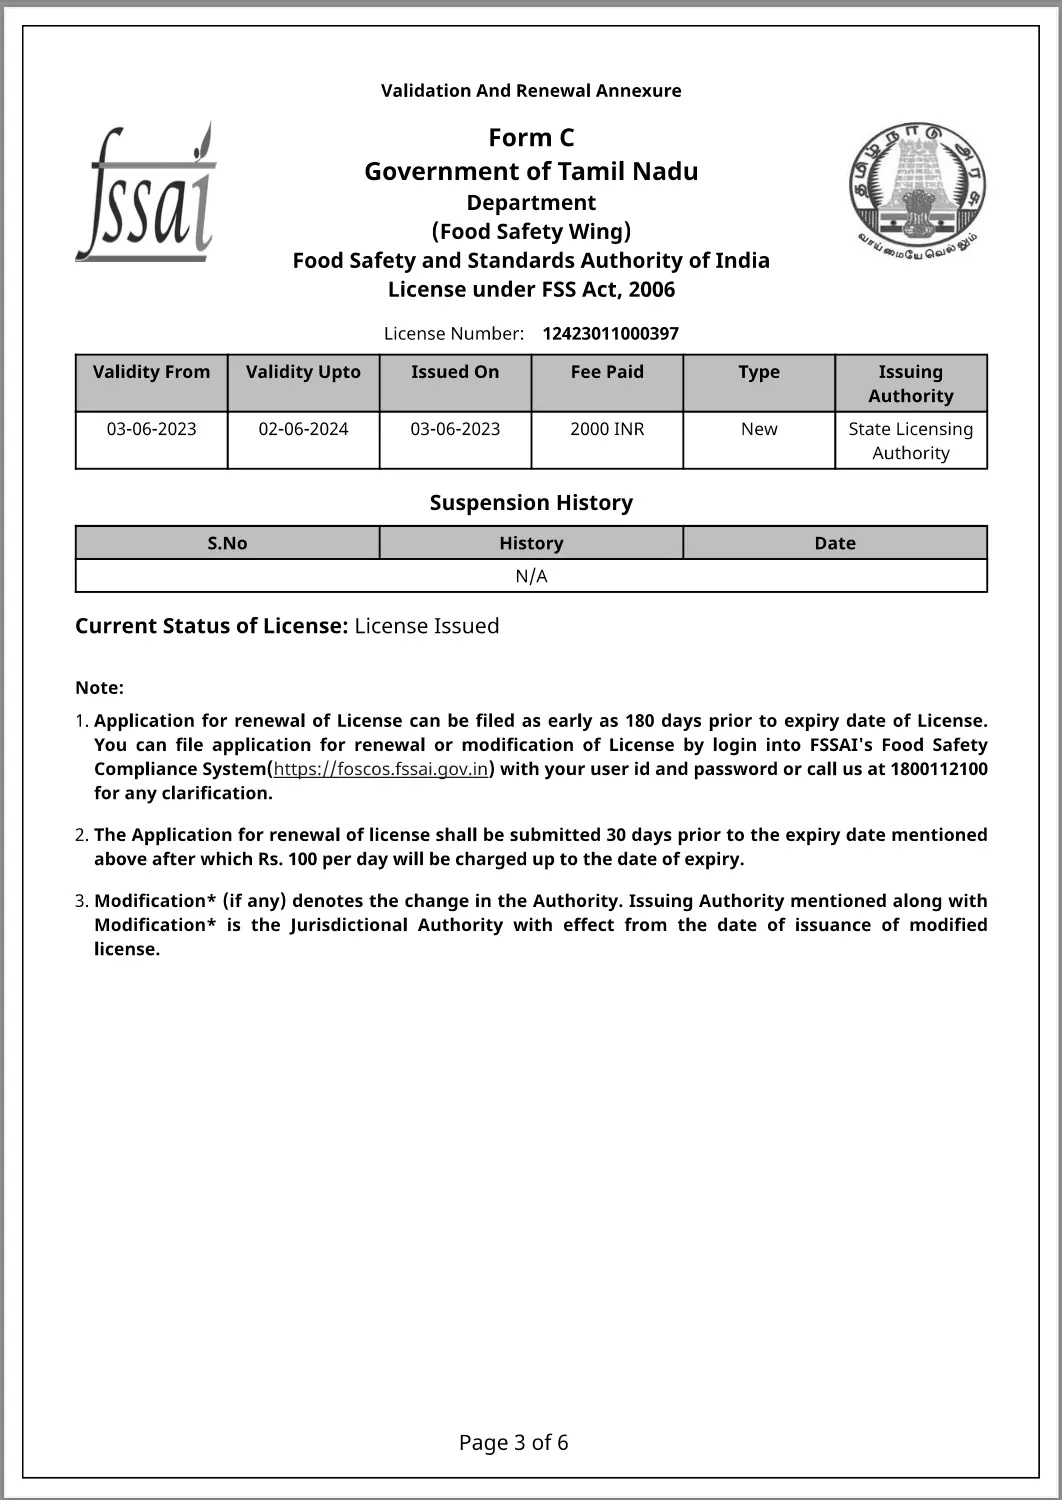 Validation And Renewal Annexure
fssai
Form C
Government of Tamil Nadu
Department
(Food Safety Wing)
Food Safety and Standards Authority of India
License under FSS Act, 2006
தமிழ் நாடு அரசு
வாய்மையே வெல்லும்
License Number: 12423011000397
Validity From Validity Upto Issued On Fee Paid Type Issuing
Authority
03-06-2023 02-06-2024 03-06-2023 2000 INR New State Licensing
Authority
Suspension History
S.No History Date
N/A
Current Status of License: License Issued
Note:
1. Application for renewal of License can be filed as early as 180 days prior to expiry date of License.
You can file application for renewal or modification of License by login into FSSAI's Food Safety
Compliance System(https://foscos.fssai.gov.in) with your user id and password or call us at 1800112100
for any clarification.
2. The Application for renewal of license shall be submitted 30 days prior to the expiry date mentioned
above after which Rs. 100 per day will be charged up to the date of expiry.
3. Modification* (if any) denotes the change in the Authority. Issuing Authority mentioned along with
Modification* is the Jurisdictional Authority with effect from the date of issuance of modified
license.
Page 3 of 6